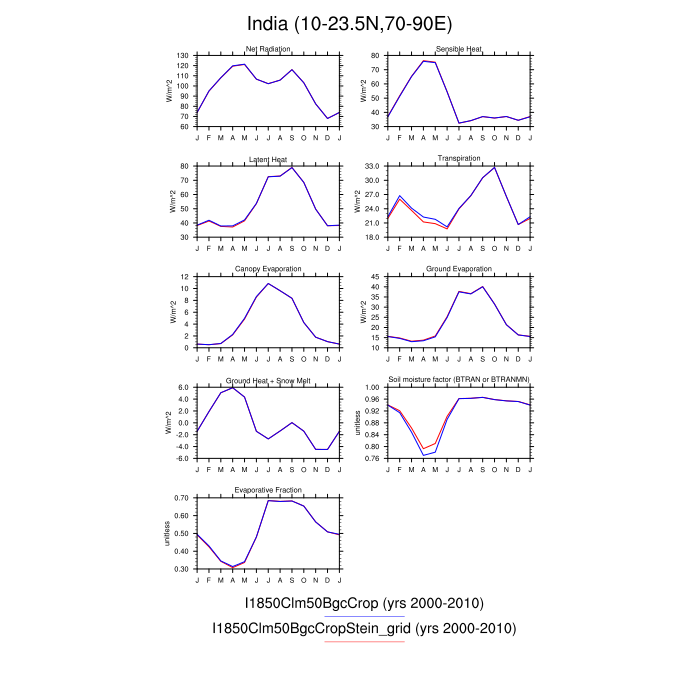 India (10-23.5N,70-90E)
Net Radiation
W/m^2
130
120
110
100
90
80
70
60
J F M A M J J A S O N D J
Sensible Heat
W/m^2
80
70
60
50
40
30
J F M A M J J A S O N D J
Latent Heat
W/m^2
80
70
60
50
40
30
J F M A M J J A S O N D J
Transpiration
W/m^2
33.0
30.0
27.0
24.0
21.0
18.0
J F M A M J J A S O N D J
Canopy Evaporation
W/m^2
12
10
8
6
4
2
0
J F M A M J J A S O N D J
Ground Evaporation
W/m^2
45
40
35
30
25
20
15
10
J F M A M J J A S O N D J
Ground Heat + Snow Melt
W/m^2
6.0
4.0
2.0
0.0
-2.0
-4.0
-6.0
J F M A M J J A S O N D J
Soil moisture factor (BTRAN or BTRANMN)
unitless
1.00
0.96
0.92
0.88
0.84
0.80
0.76
J F M A M J J A S O N D J
Evaporative Fraction
unitless
0.70
0.60
0.50
0.40
0.30
J F M A M J J A S O N D J
I1850Clm50BgcCrop (yrs 2000-2010)
I1850Clm50BgcCropStein_grid (yrs 2000-2010)